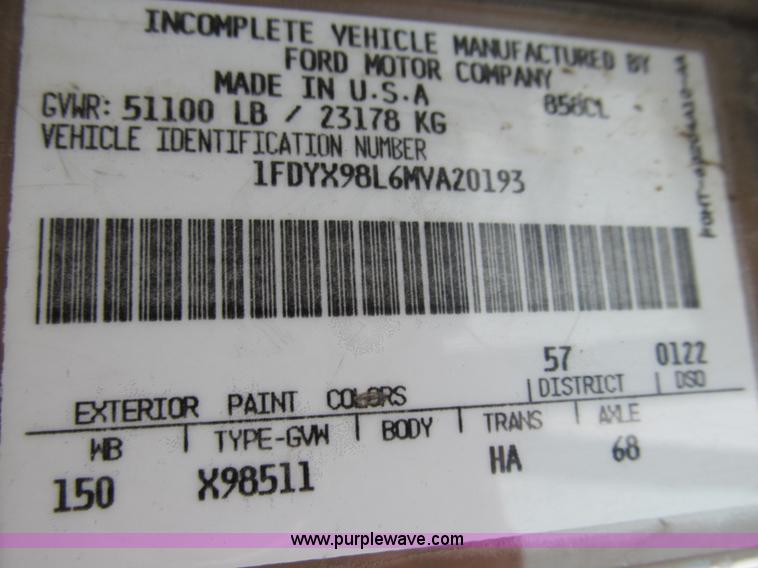 INCOMPLETE VEHICLE MANUFACTURED BY
FORD MOTOR COMPANY
MADE IN U.S.A
GVWR: 51100 LB / 23178 KG 858CL
VEHICLE IDENTIFICATION NUMBER
1FDYX98L6MVA20193
57 0122
EXTERIOR PAINT COLORS DISTRICT DSO
WB TYPE-GVW BODY TRANS AXLE
150 X98511 HA 68
www.purplewave.com